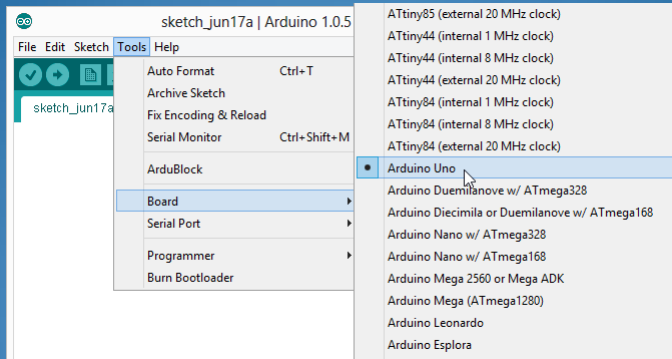 sketch_jun17a | Arduino 1.0.5
File Edit Sketch Tools Help
sketch_jun17a
Auto Format Ctrl+T
Archive Sketch
Fix Encoding & Reload
Serial Monitor Ctrl+Shift+M
ArduBlock
Board
Serial Port
Programmer
Burn Bootloader
ATtiny85 (external 20 MHz clock)
ATtiny44 (internal 1 MHz clock)
ATtiny44 (internal 8 MHz clock)
ATtiny44 (external 20 MHz clock)
ATtiny84 (internal 1 MHz clock)
ATtiny84 (internal 8 MHz clock)
ATtiny84 (external 20 MHz clock)
Arduino Uno
Arduino Duemilanove w/ ATmega328
Arduino Diecimila or Duemilanove w/ ATmega168
Arduino Nano w/ ATmega328
Arduino Nano w/ ATmega168
Arduino Mega 2560 or Mega ADK
Arduino Mega (ATmega1280)
Arduino Leonardo
Arduino Esplora